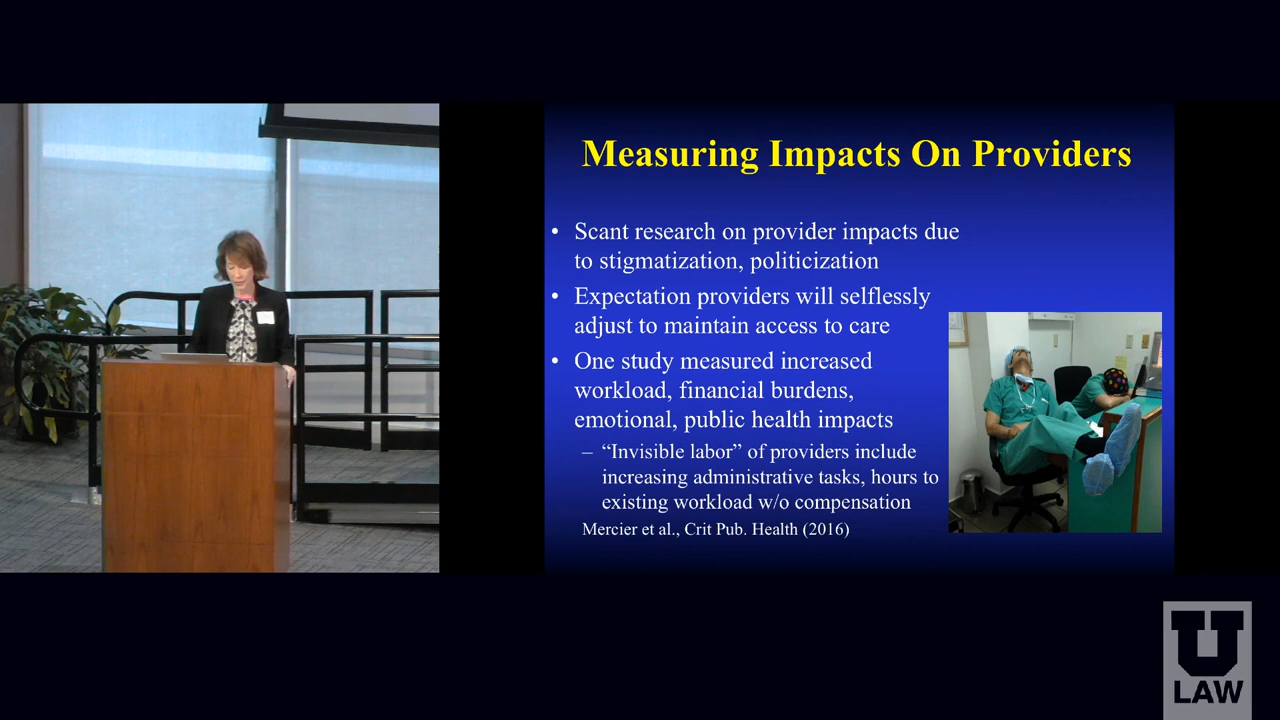 Measuring Impacts On Providers
• Scant research on provider impacts due
to stigmatization, politicization
• Expectation providers will selflessly
adjust to maintain access to care
• One study measured increased
workload, financial burdens,
emotional, public health impacts
– “Invisible labor” of providers include
increasing administrative tasks, hours to
existing workload w/o compensation
Mercier et al., Crit Pub. Health (2016)
U
LAW